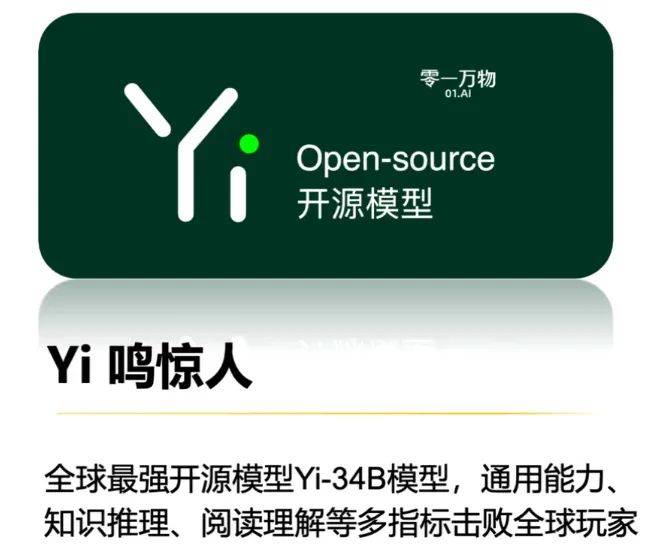 Yi
零一万物
01.AI
Open-source
开源模型
Yi 鸣惊人
全球最强开源模型Yi-34B模型，通用能力、
知识推理、阅读理解等多指标击败全球玩家